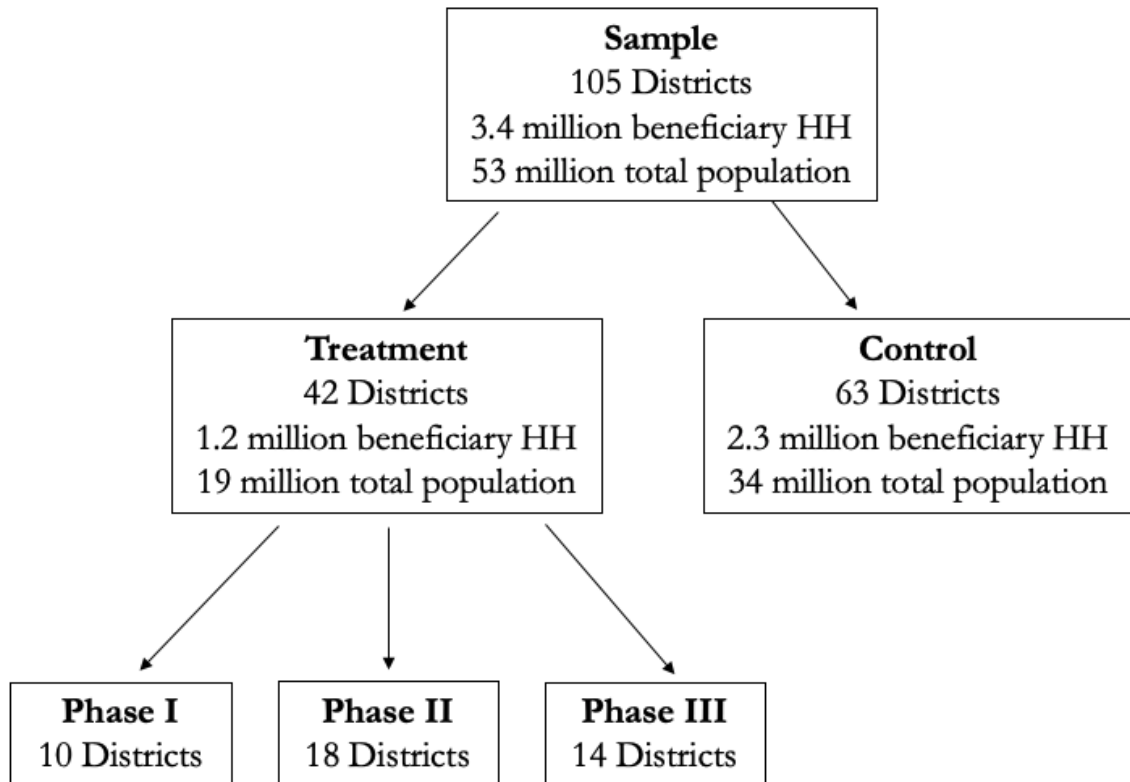 Sample
105 Districts
3.4 million beneficiary HH
53 million total population
Treatment
42 Districts
1.2 million beneficiary HH
19 million total population
Control
63 Districts
2.3 million beneficiary HH
34 million total population
Phase I
10 Districts
Phase II
18 Districts
Phase III
14 Districts